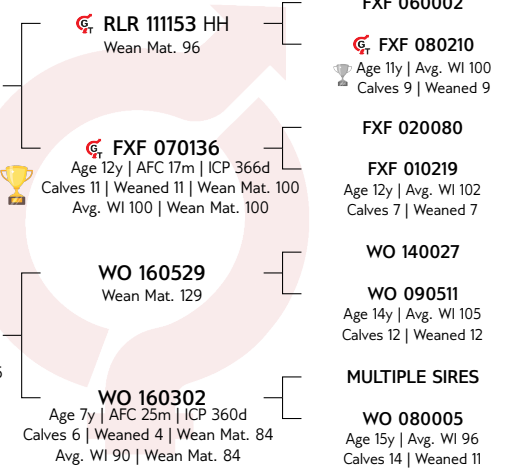 FXF 060002
RLR 111153 HH
Wean Mat. 96
FXF 080210
Age 11y | Avg. WI 100
Calves 9 | Weaned 9
FXF 070136
Age 12y | AFC 17m | ICP 366d
Calves 11 | Weaned 11 | Wean Mat. 100
Avg. WI 100 | Wean Mat. 100
FXF 020080
FXF 010219
Age 12y | Avg. WI 102
Calves 7 | Weaned 7
WO 160529
Wean Mat. 129
WO 140027
WO 090511
Age 14y | Avg. WI 105
Calves 12 | Weaned 12
WO 160302
Age 7y | AFC 25m | ICP 360d
Calves 6 | Weaned 4 | Wean Mat. 84
Avg. WI 90 | Wean Mat. 84
MULTIPLE SIRES
WO 080005
Age 15y | Avg. WI 96
Calves 14 | Weaned 11